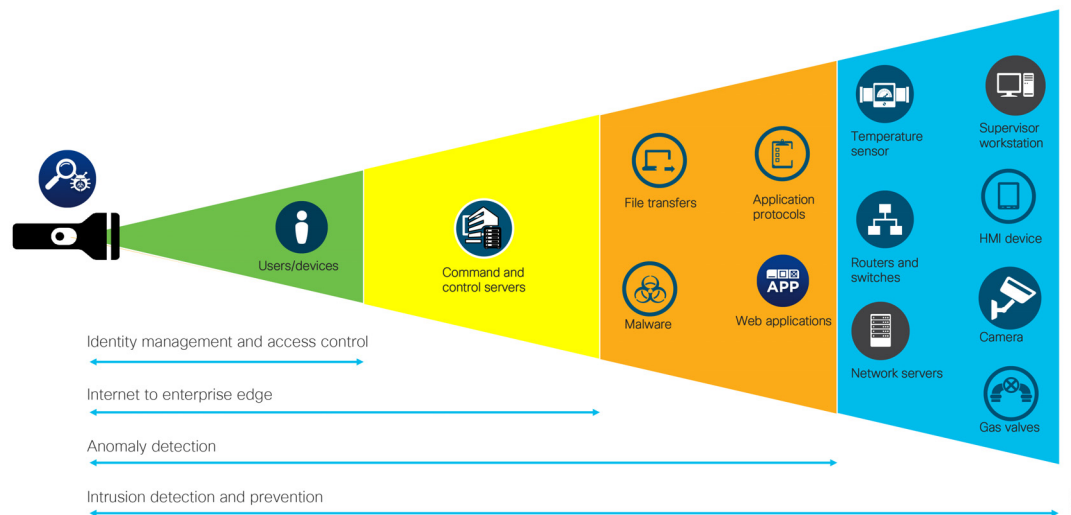 Users/devices
Command and
control servers
File transfers
Application
protocols
Malware
APP
Web applications
Temperature
sensor
Supervisor
workstation
Routers and
switches
HMI device
Network servers
Camera
Gas valves
Identity management and access control
Internet to enterprise edge
Anomaly detection
Intrusion detection and prevention